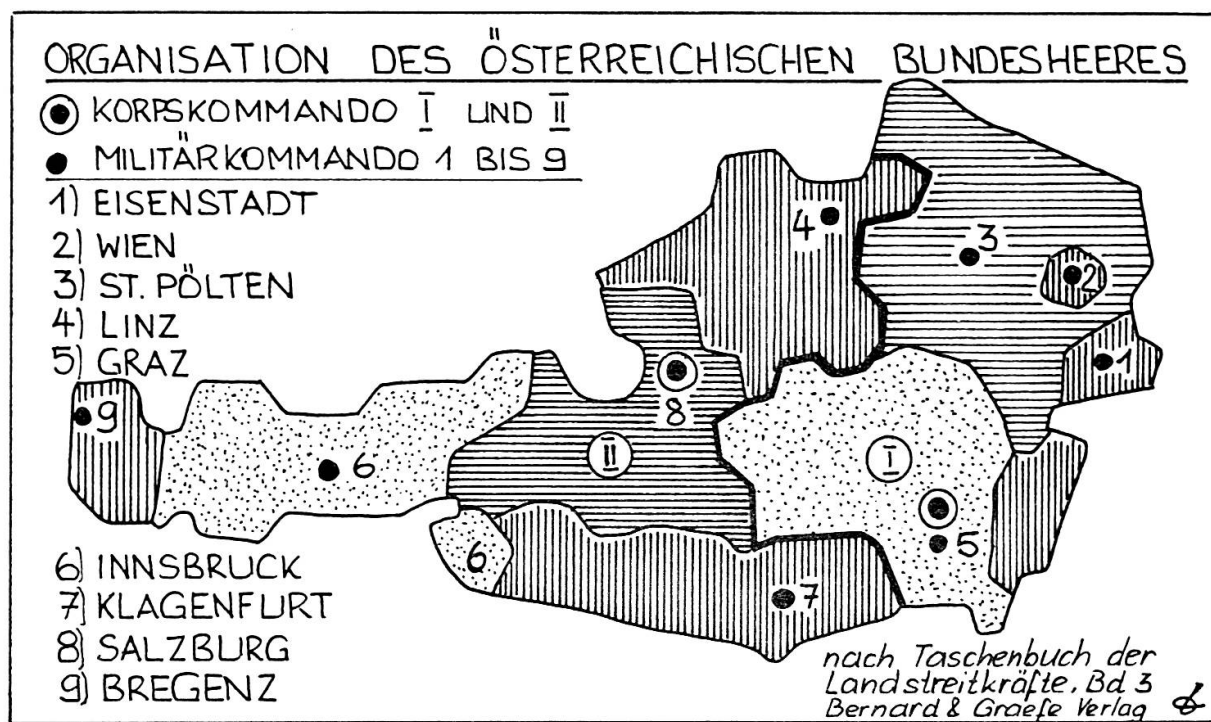 ORGANISATION DES ÖSTERREICHISCHEN BUNDESHEERES
KORPSKOMMANDO I UND II
MILITÄRKOMMANDO 1 BIS 9
1) EISENSTADT
2) WIEN
3) ST. PÖLTEN
4) LINZ
5) GRAZ
6) INNSBRUCK
7) KLAGENFURT
8) SALZBURG
9) BREGENZ
4
3
2
1
8
9
6
II
I
6
5
7
nach Taschenbuch der
Landstreitkräfte, Bd 3
Bernard & Graefe Verlag